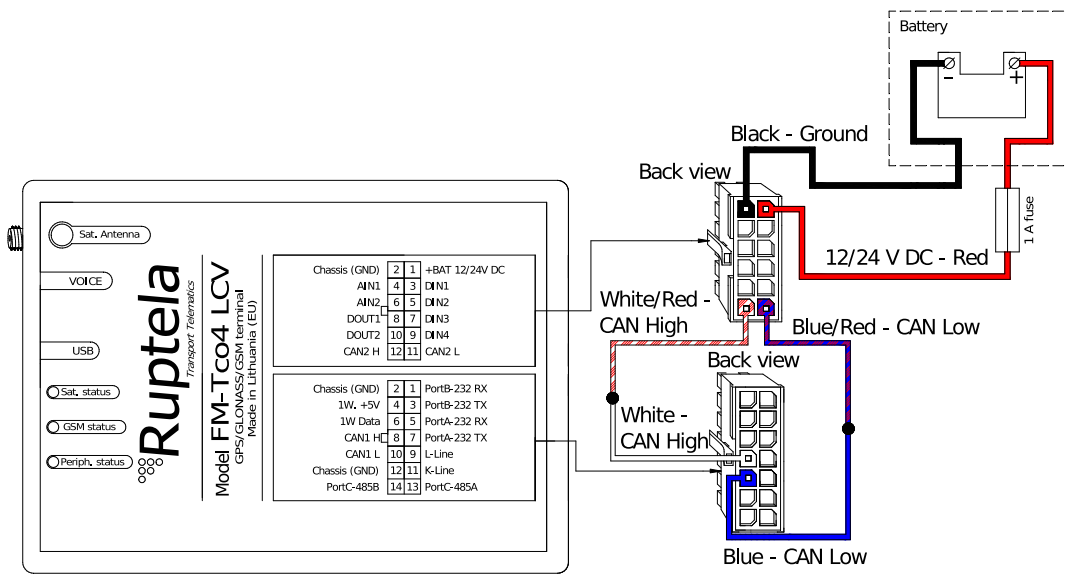 Battery
-
+
Black - Ground
Back view
1 A fuse
12/24 V DC - Red
White/Red -
CAN High
Blue/Red - CAN Low
Back view
White -
CAN High
Blue - CAN Low
Sat. Antenna
VOICE
USB
Sat. status
GSM status
Periph. status
Ruptela
Transport Telematics
Model FM-Tco4 LCV
GPS/GLONASS/GSM terminal
Made in Lithuania (EU)
Chassis (GND) 2 1 +BAT 12/24V DC
AIN1 4 3 DIN1
AIN2 6 5 DIN2
DOUT1 8 7 DIN3
DOUT2 10 9 DIN4
CAN2 H 12 11 CAN2 L
Chassis (GND) 2 1 PortB-232 RX
1W. +5V 4 3 PortB-232 TX
1W Data 6 5 PortA-232 RX
CAN1 H 8 7 PortA-232 TX
CAN1 L 10 9 L-Line
Chassis (GND) 12 11 K-Line
PortC-485B 14 13 PortC-485A